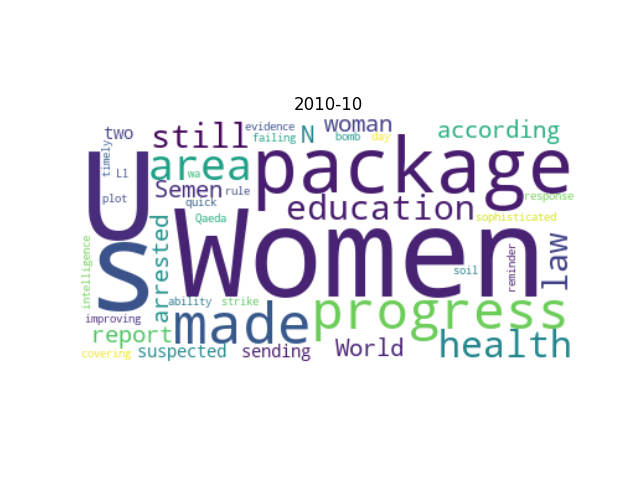 2010-10
two
still
evidence
failing
N
woman
bomb
day
according
timely
L1
area
wa
package
U
Semen
rule
plot
quick
education
response
Qaeda
sophisticated
S
Women
arrested
law
intelligence
soil
reminder
ability
strike
improving
made
progress
report
health
covering
suspected
sending
World